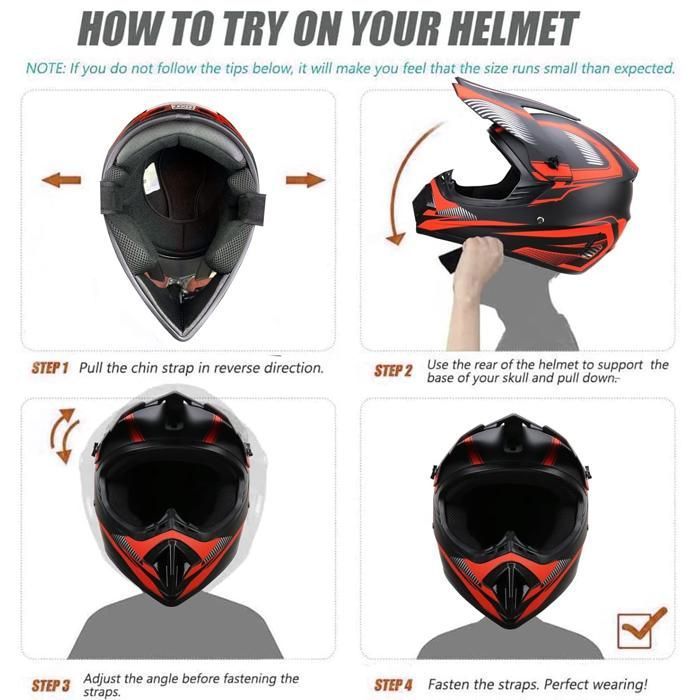 HOW TO TRY ON YOUR HELMET
NOTE: If you do not follow the tips below, it will make you feel that the size runs small than expected.
STEP 1 Pull the chin strap in reverse direction.
STEP 2 Use the rear of the helmet to support the
base of your skull and pull down.
STEP 3 Adjust the angle before fastening the
straps.
STEP 4 Fasten the straps. Perfect wearing!